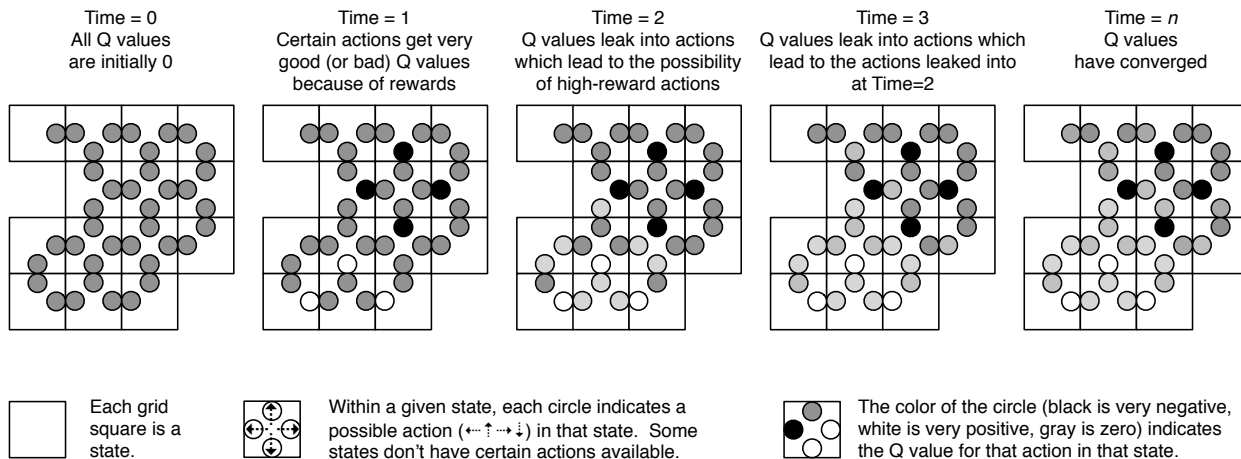 Time = 0
All Q values
are initially 0
Time = 1
Certain actions get very
good (or bad) Q values
because of rewards
Time = 2
Q values leak into actions
which lead to the possibility
of high-reward actions
Time = 3
Q values leak into actions which
lead to the actions leaked into
at Time=2
Time = n
Q values
have converged
Each grid
square is a
state.
Within a given state, each circle indicates a
possible action (←↑→↓) in that state. Some
states don't have certain actions available.
The color of the circle (black is very negative,
white is very positive, gray is zero) indicates
the Q value for that action in that state.